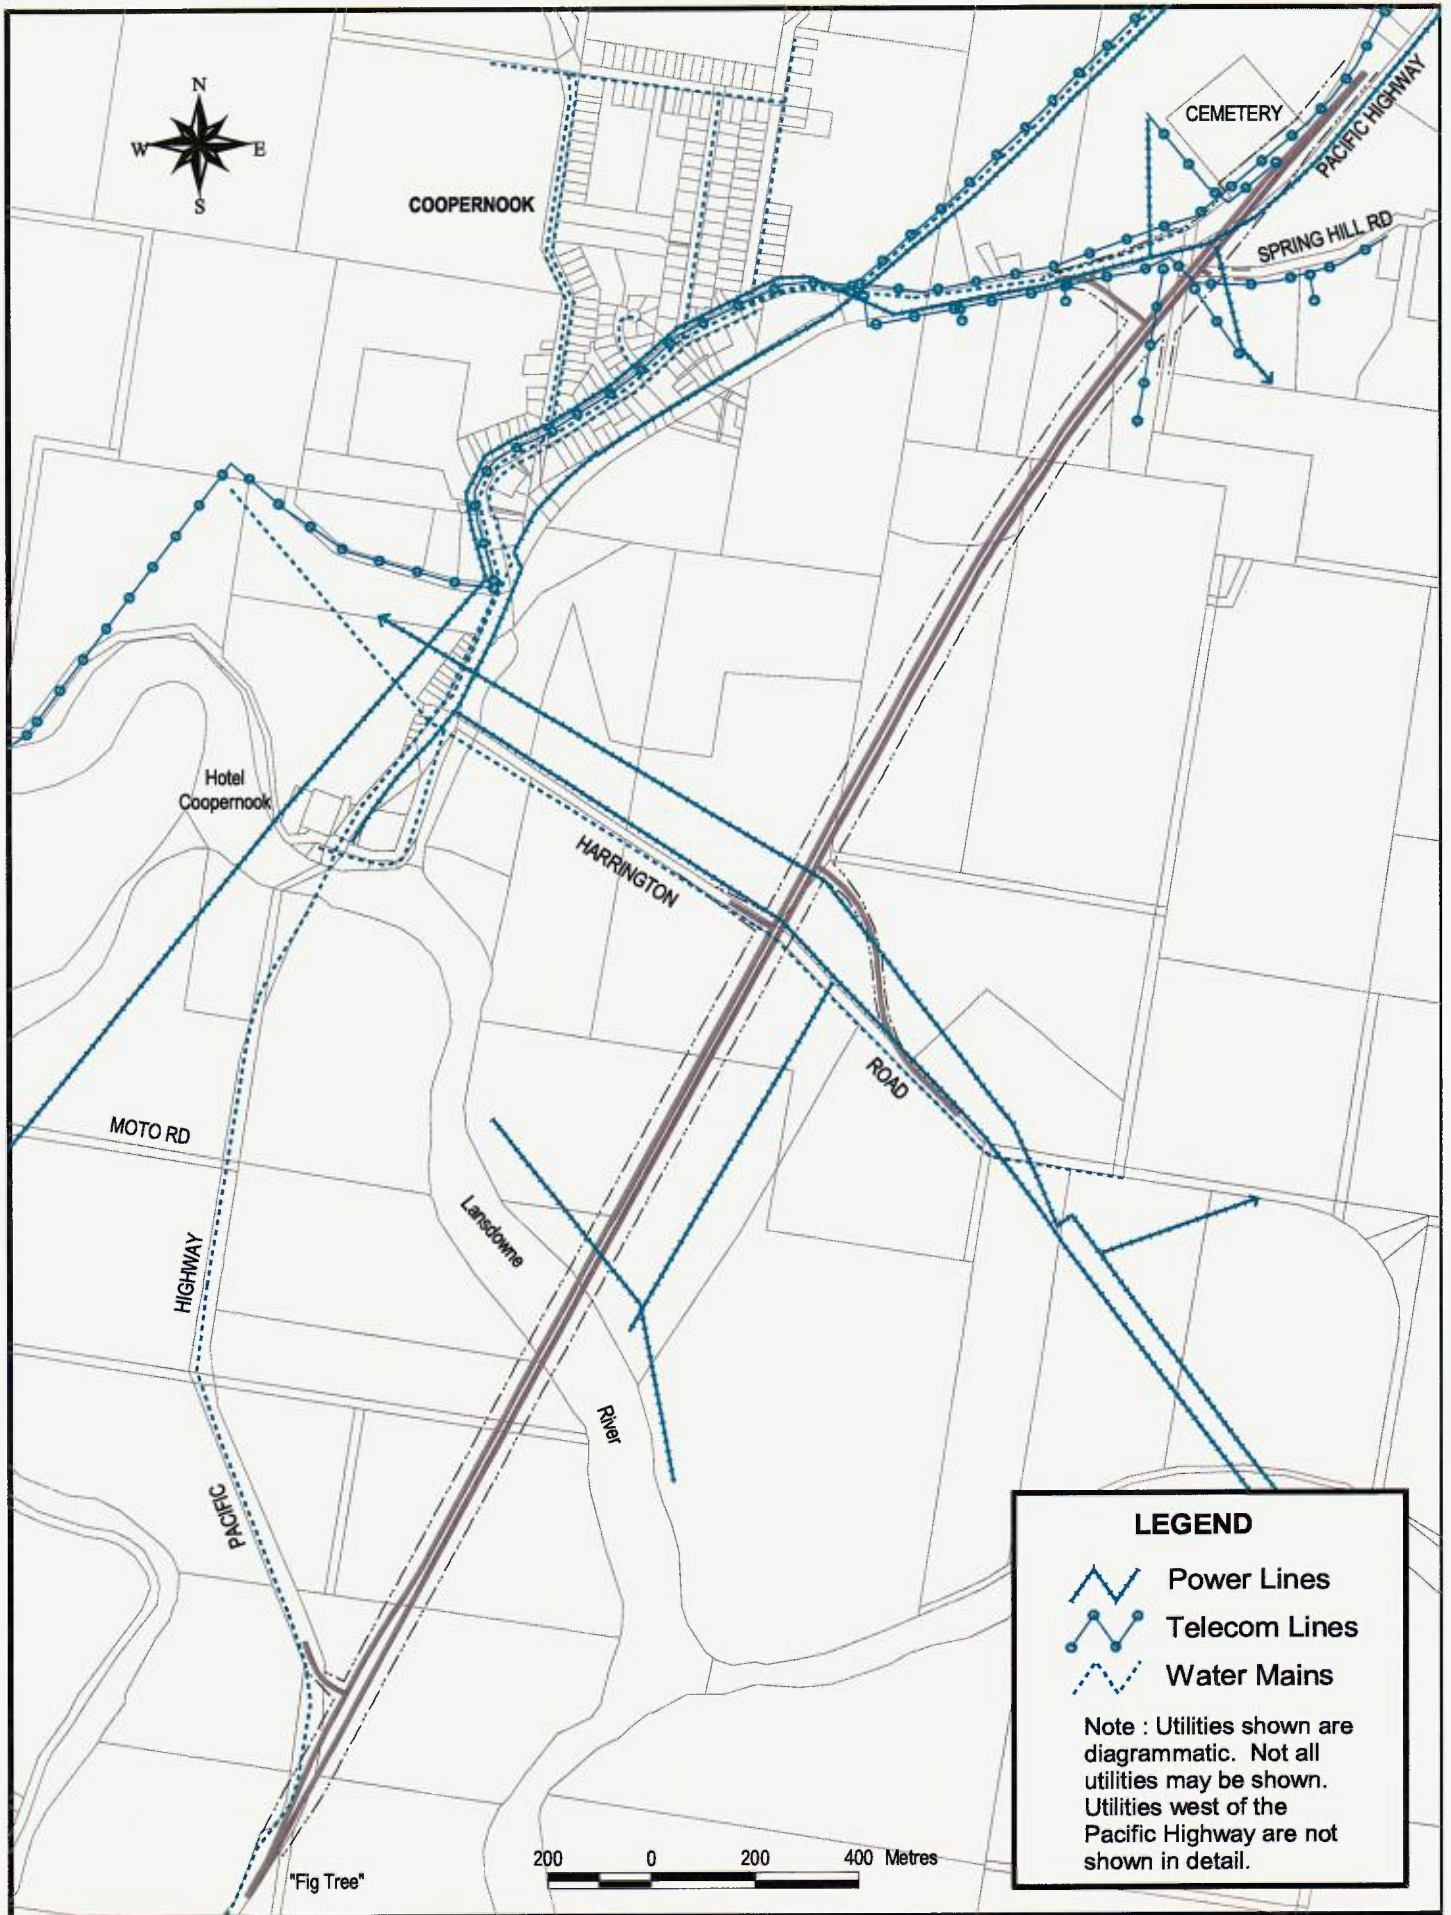 N
W
E
S
COOPERNOOK
CEMETERY
PACIFIC HIGHWAY
SPRING HILL RD
Hotel
Coopernook
HARRINGTON
ROAD
MOTO RD
Lansdowne
River
HIGHWAY
PACIFIC
"Fig Tree"
200 0 200 400 Metres
LEGEND
Power Lines
Telecom Lines
Water Mains
Note : Utilities shown are
diagrammatic. Not all
utilities may be shown.
Utilities west of the
Pacific Highway are not
shown in detail.